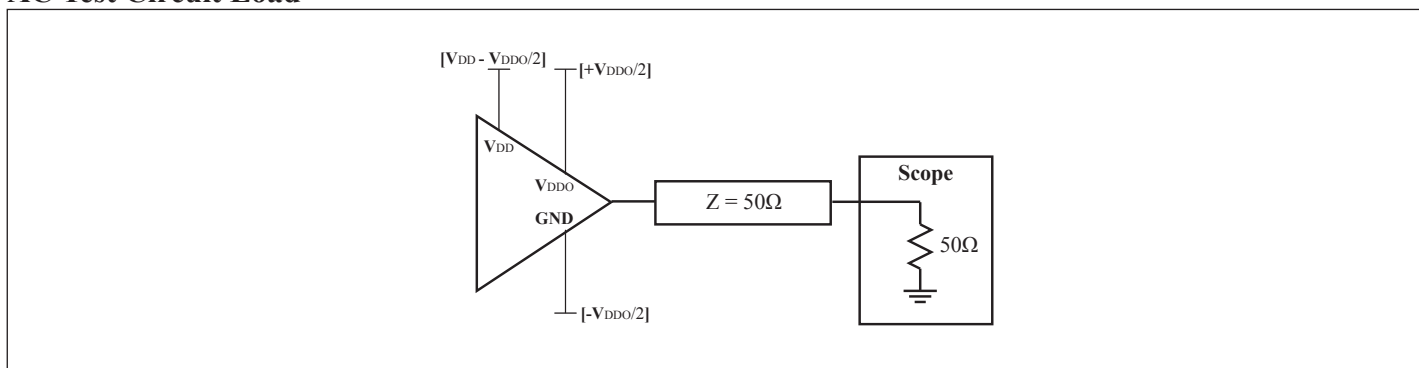 AC Test Circuit Load
[VDD - VDDO/2]
[+VDDO/2]
VDD
VDDO
GND
[-VDDO/2]
Z = 50Ω
Scope
50Ω